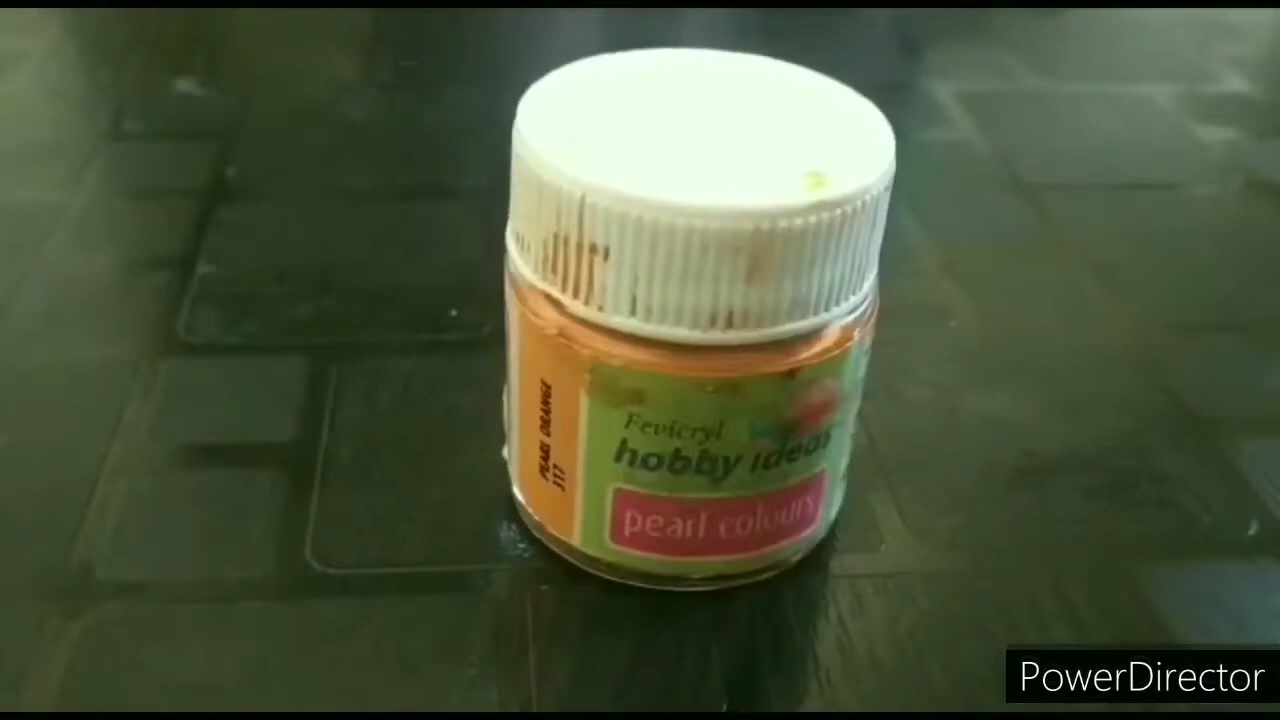 PEARL ORANGE
317
Fevicryl
hobby ideas
pearl colours
PowerDirector